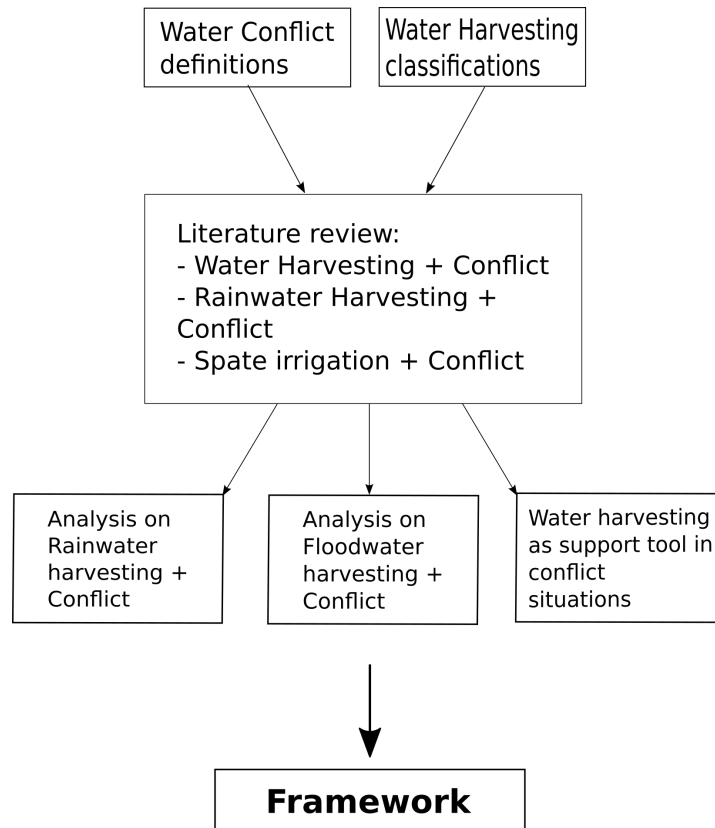 Water Conflict
definitions
Water Harvesting
classifications
Literature review:
- Water Harvesting + Conflict
- Rainwater Harvesting +
Conflict
- Spate irrigation + Conflict
Analysis on
Rainwater
harvesting +
Conflict
Analysis on
Floodwater
harvesting +
Conflict
Water harvesting
as support tool in
conflict
situations
Framework